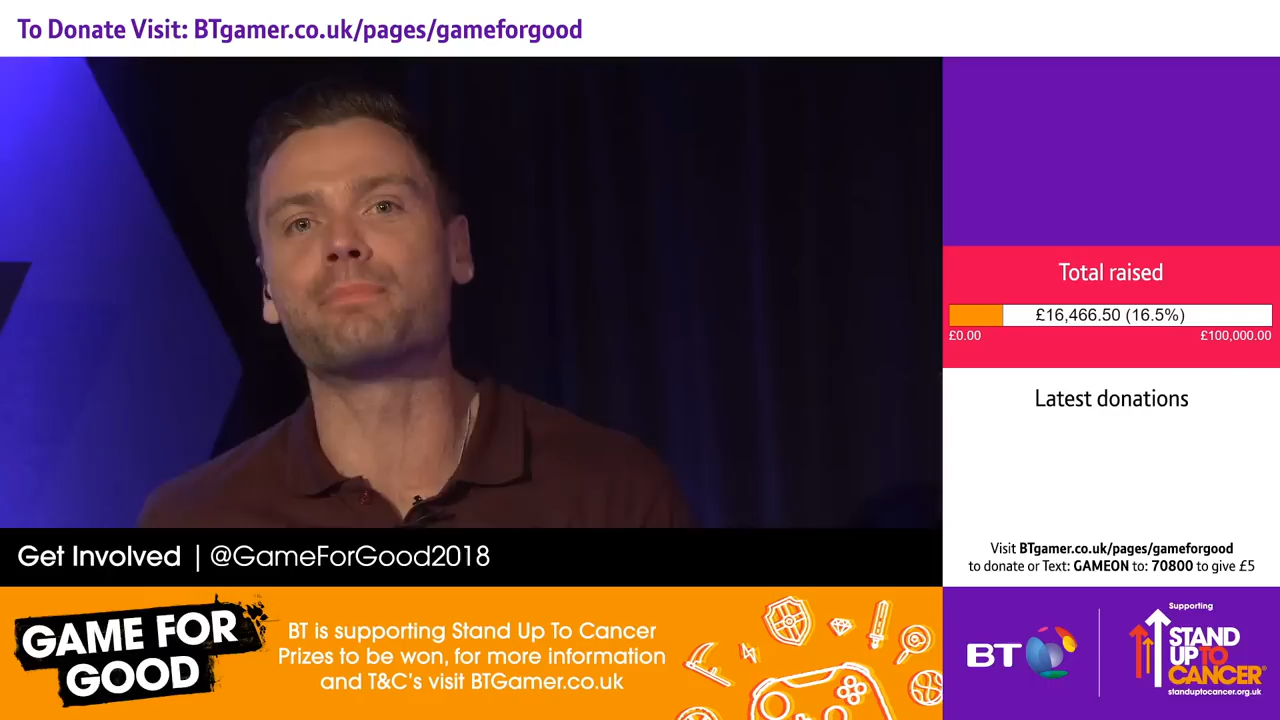 To Donate Visit: BTgamer.co.uk/pages/gameforgood
Total raised
£16,466.50 (16.5%)
£0.00 £100,000.00
Latest donations
Visit BTgamer.co.uk/pages/gameforgood
to donate or Text: GAMEON to: 70800 to give £5
Get Involved | @GameForGood2018
GAME FOR
GOOD
BT is supporting Stand Up To Cancer
Prizes to be won, for more information
and T&C's visit BTGamer.co.uk
BT
Supporting
STAND
UP TO
CANCER
standuptocancer.org.uk